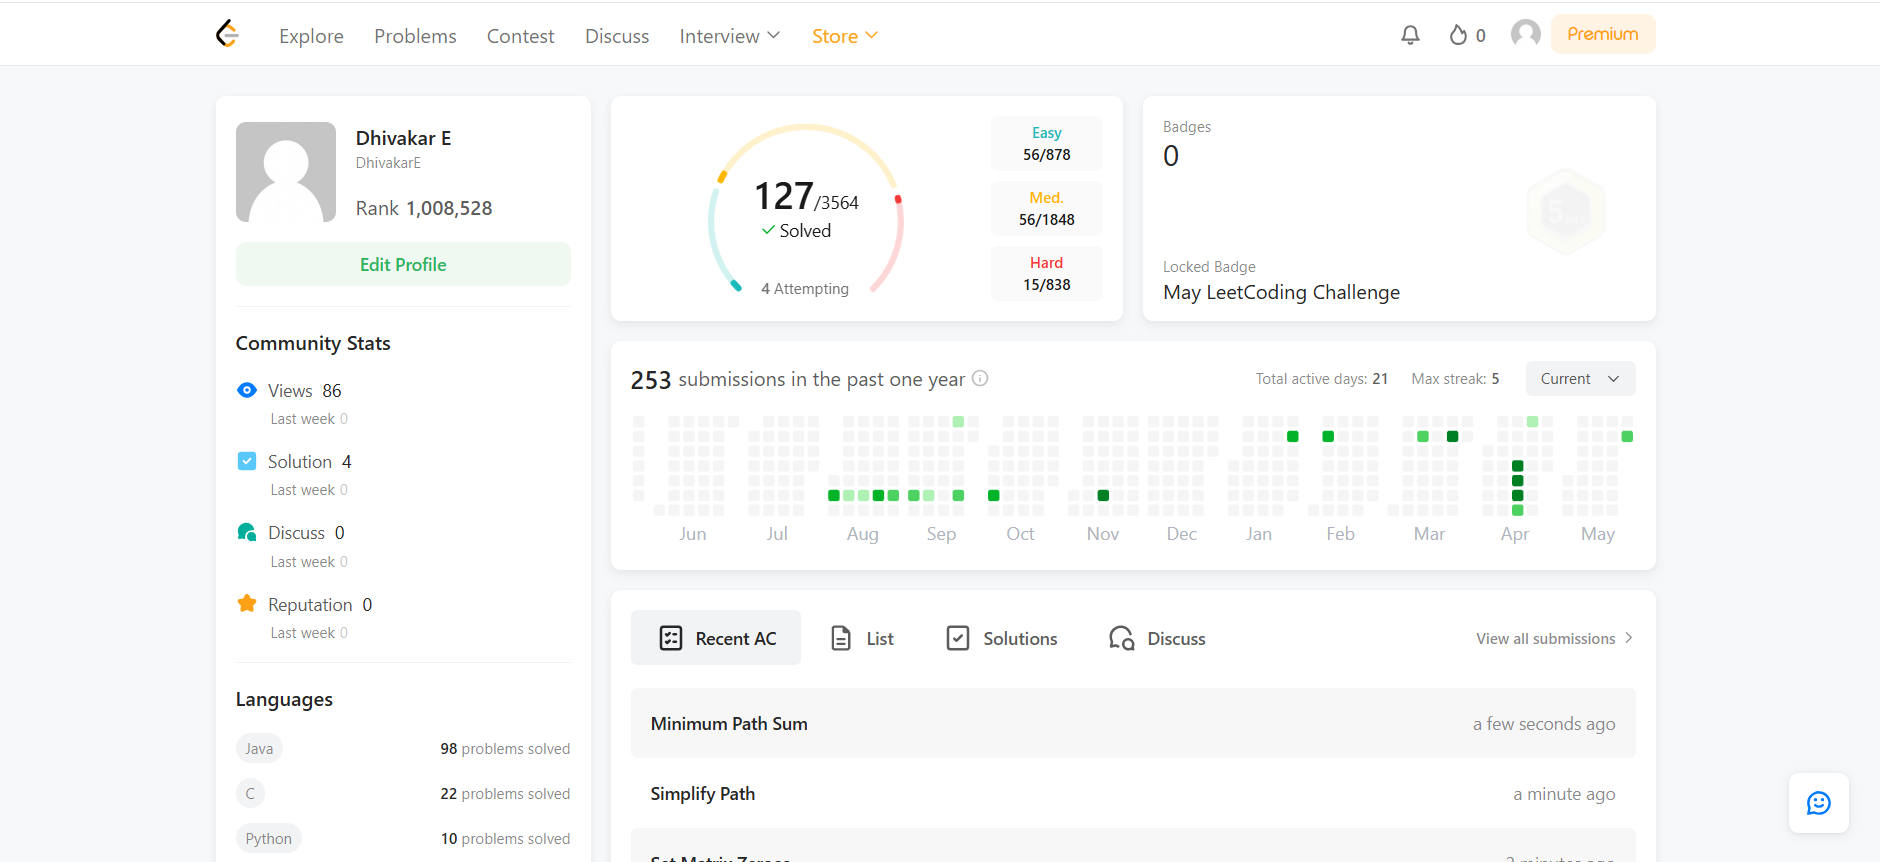 Explore Problems Contest Discuss Interview Store 0 Premium
Dhivakar E
DhivakarE
Rank 1,008,528
Edit Profile
Community Stats
Views 86
Last week 0
Solution 4
Last week 0
Discuss 0
Last week 0
Reputation 0
Last week 0
Languages
Java 98 problems solved
C 22 problems solved
Python 10 problems solved
127/3564
Solved
4 Attempting
Easy
56/878
Med.
56/1848
Hard
15/838
Badges
0
Locked Badge
May LeetCoding Challenge
253 submissions in the past one year Total active days: 21 Max streak: 5 Current
Jun Jul Aug Sep Oct Nov Dec Jan Feb Mar Apr May
Recent AC List Solutions Discuss View all submissions
Minimum Path Sum a few seconds ago
Simplify Path a minute ago
Set Matrix Zeroes